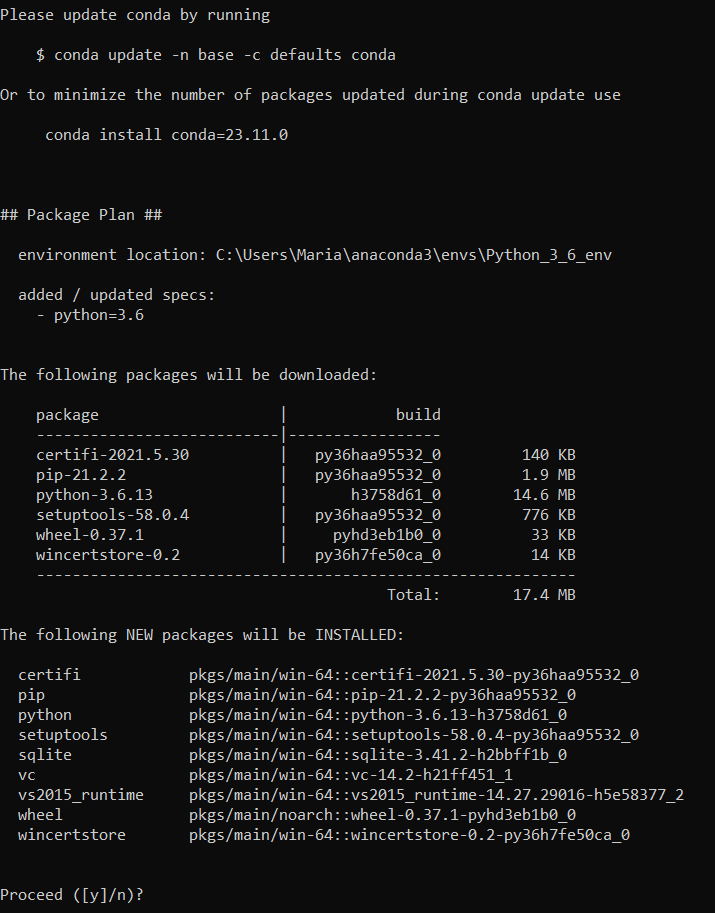 Please update conda by running
$ conda update -n base -c defaults conda
Or to minimize the number of packages updated during conda update use
conda install conda=23.11.0
## Package Plan ##
environment location: C:\Users\Maria\anaconda3\envs\Python_3_6_env
added / updated specs:
- python=3.6
The following packages will be downloaded:
package | build
---------------------------|-----------------
certifi-2021.5.30 | py36haa95532_0 140 KB
pip-21.2.2 | py36haa95532_0 1.9 MB
python-3.6.13 | h3758d61_0 14.6 MB
setuptools-58.0.4 | py36haa95532_0 776 KB
wheel-0.37.1 | pyhd3eb1b0_0 33 KB
wincertstore-0.2 | py36h7fe50ca_0 14 KB
------------------------------------------------------------
Total: 17.4 MB
The following NEW packages will be INSTALLED:
certifi pkgs/main/win-64::certifi-2021.5.30-py36haa95532_0
pip pkgs/main/win-64::pip-21.2.2-py36haa95532_0
python pkgs/main/win-64::python-3.6.13-h3758d61_0
setuptools pkgs/main/win-64::setuptools-58.0.4-py36haa95532_0
sqlite pkgs/main/win-64::sqlite-3.41.2-h2bbff1b_0
vc pkgs/main/win-64::vc-14.2-h21ff451_1
vs2015_runtime pkgs/main/win-64::vs2015_runtime-14.27.29016-h5e58377_2
wheel pkgs/main/noarch::wheel-0.37.1-pyhd3eb1b0_0
wincertstore pkgs/main/win-64::wincertstore-0.2-py36h7fe50ca_0
Proceed ([y]/n)?